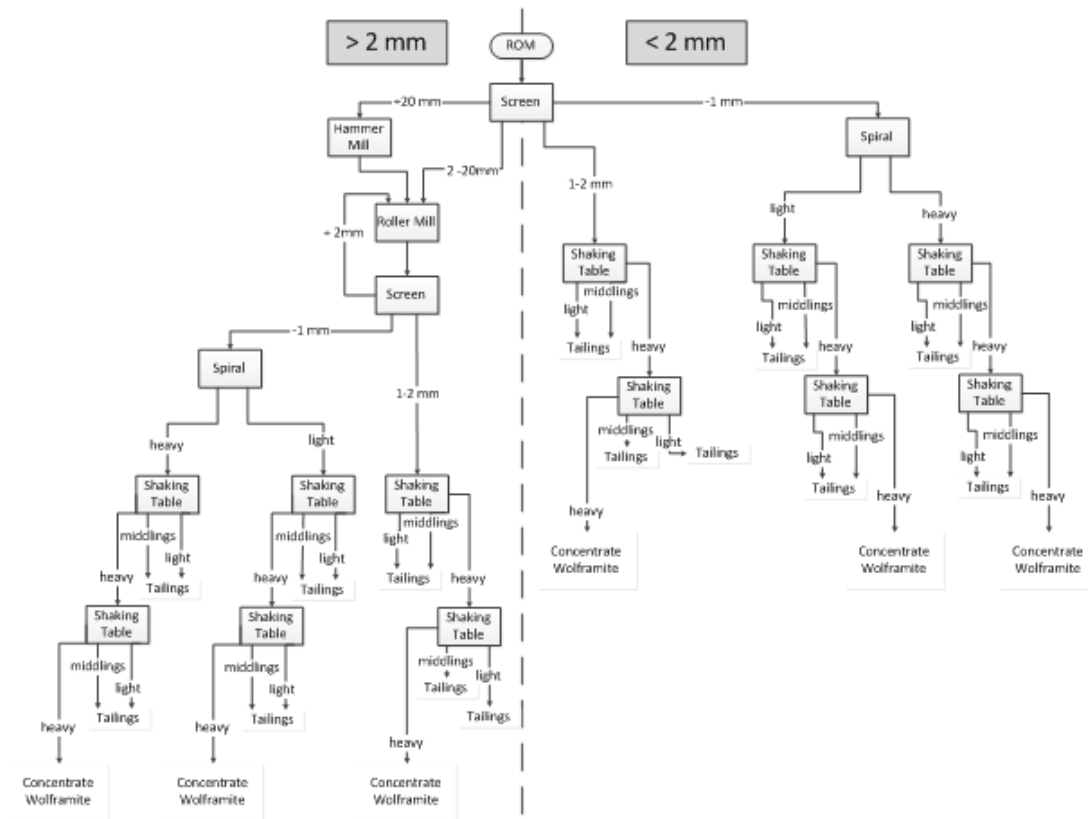 > 2 mm
ROM
< 2 mm
+20 mm
Screen
-1 mm
Hammer
Mill
Spiral
2 -20mm
1-2 mm
light
heavy
Roller Mill
+ 2mm
Shaking
Table
Shaking
Table
Shaking
Table
Screen
light
middlings
light
middlings
light
middlings
Tailings
heavy
Tailings
heavy
Tailings
heavy
-1 mm
Spiral
1-2 mm
Shaking
Table
Shaking
Table
Shaking
Table
middlings
light
Tailings
Tailings
light
middlings
Tailings
light
middlings
Tailings
heavy
heavy
heavy
Concentrate
Wolframite
Concentrate
Wolframite
Concentrate
Wolframite
heavy
light
Shaking
Table
Shaking
Table
Shaking
Table
middlings
light
Tailings
middlings
light
Tailings
light
middlings
Tailings
heavy
heavy
heavy
Shaking
Table
Shaking
Table
Shaking
Table
middlings
light
Tailings
middlings
light
Tailings
middlings
Tailings
light
Tailings
heavy
heavy
heavy
Concentrate
Wolframite
Concentrate
Wolframite
Concentrate
Wolframite